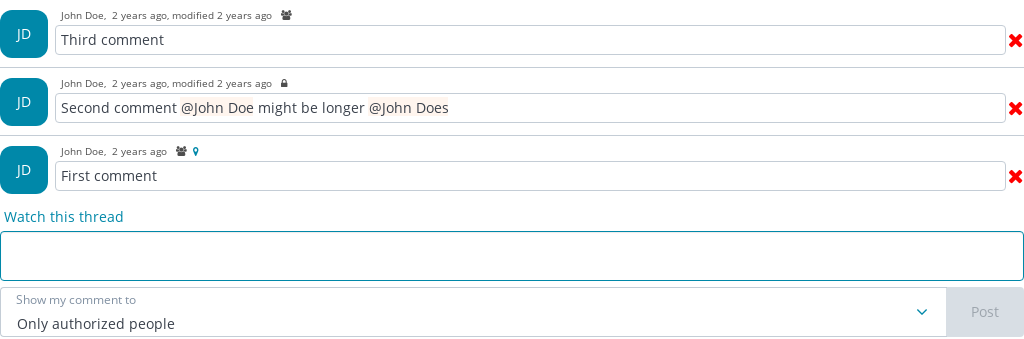 John Doe, 2 years ago, modified 2 years ago
JD
Third comment
John Doe, 2 years ago, modified 2 years ago
JD
Second comment @John Doe might be longer @John Does
John Doe, 2 years ago
JD
First comment
Watch this thread
Show my comment to
Only authorized people
Post